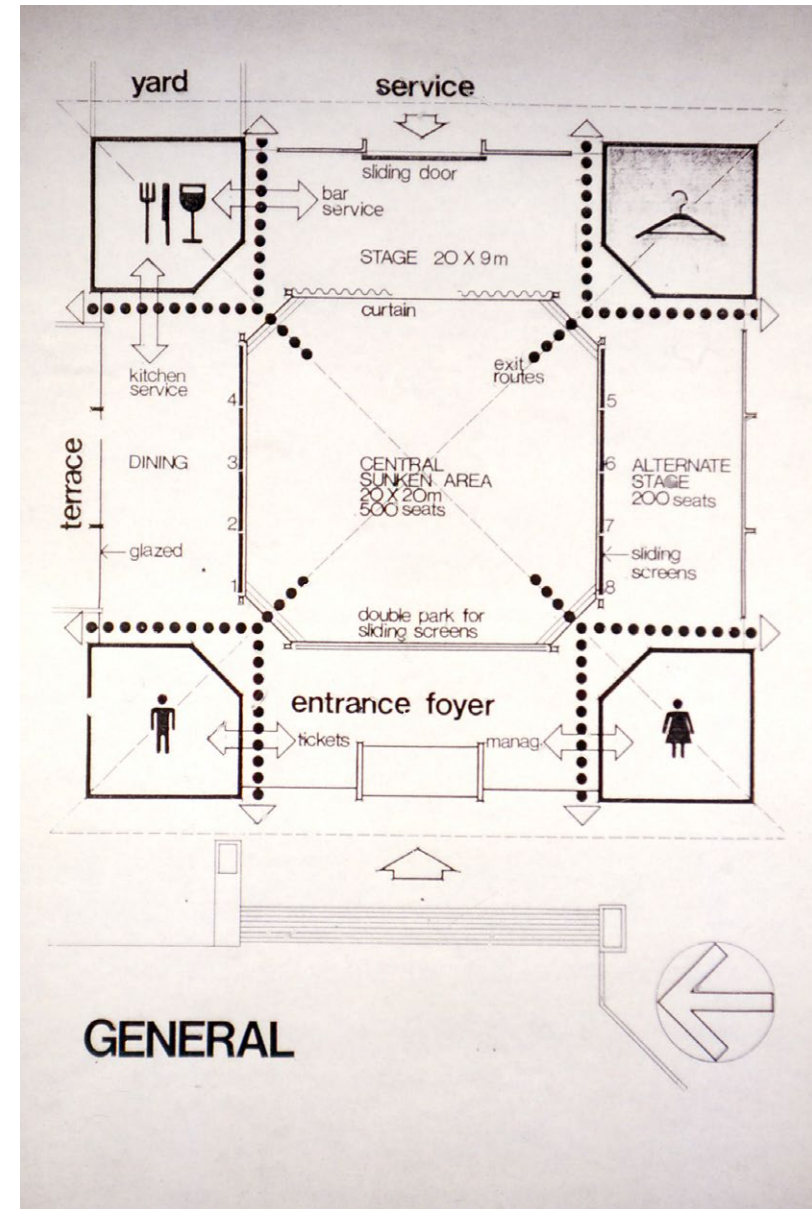 yard
service
sliding door
bar
service
STAGE 20 X 9m
curtain
kitchen
service
exit
routes
4
5
terrace
DINING
3
CENTRAL
SUNKEN AREA
20 X 20m
500 seats
6
ALTERNATE
STAGE
200 seats
2
7
glazed
sliding
screens
1
8
double park for
sliding screens
entrance foyer
tickets
manag.
GENERAL